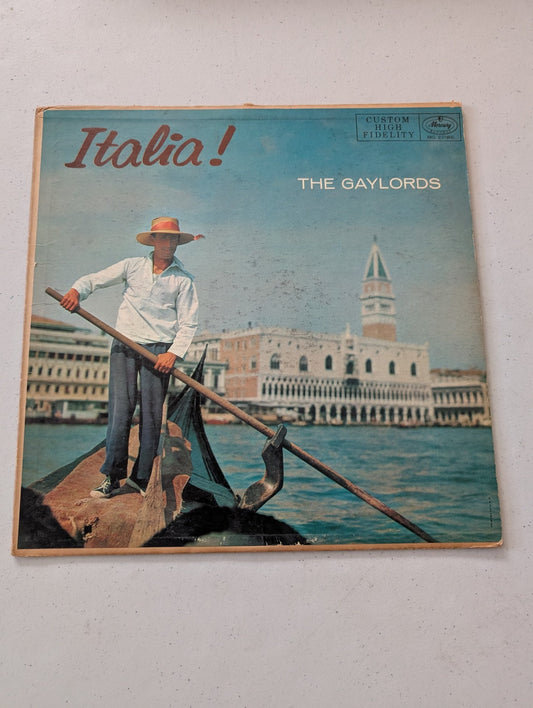 Italia!
CUSTOM
HIGH
FIDELITY
Mercury
THE GAYLORDS